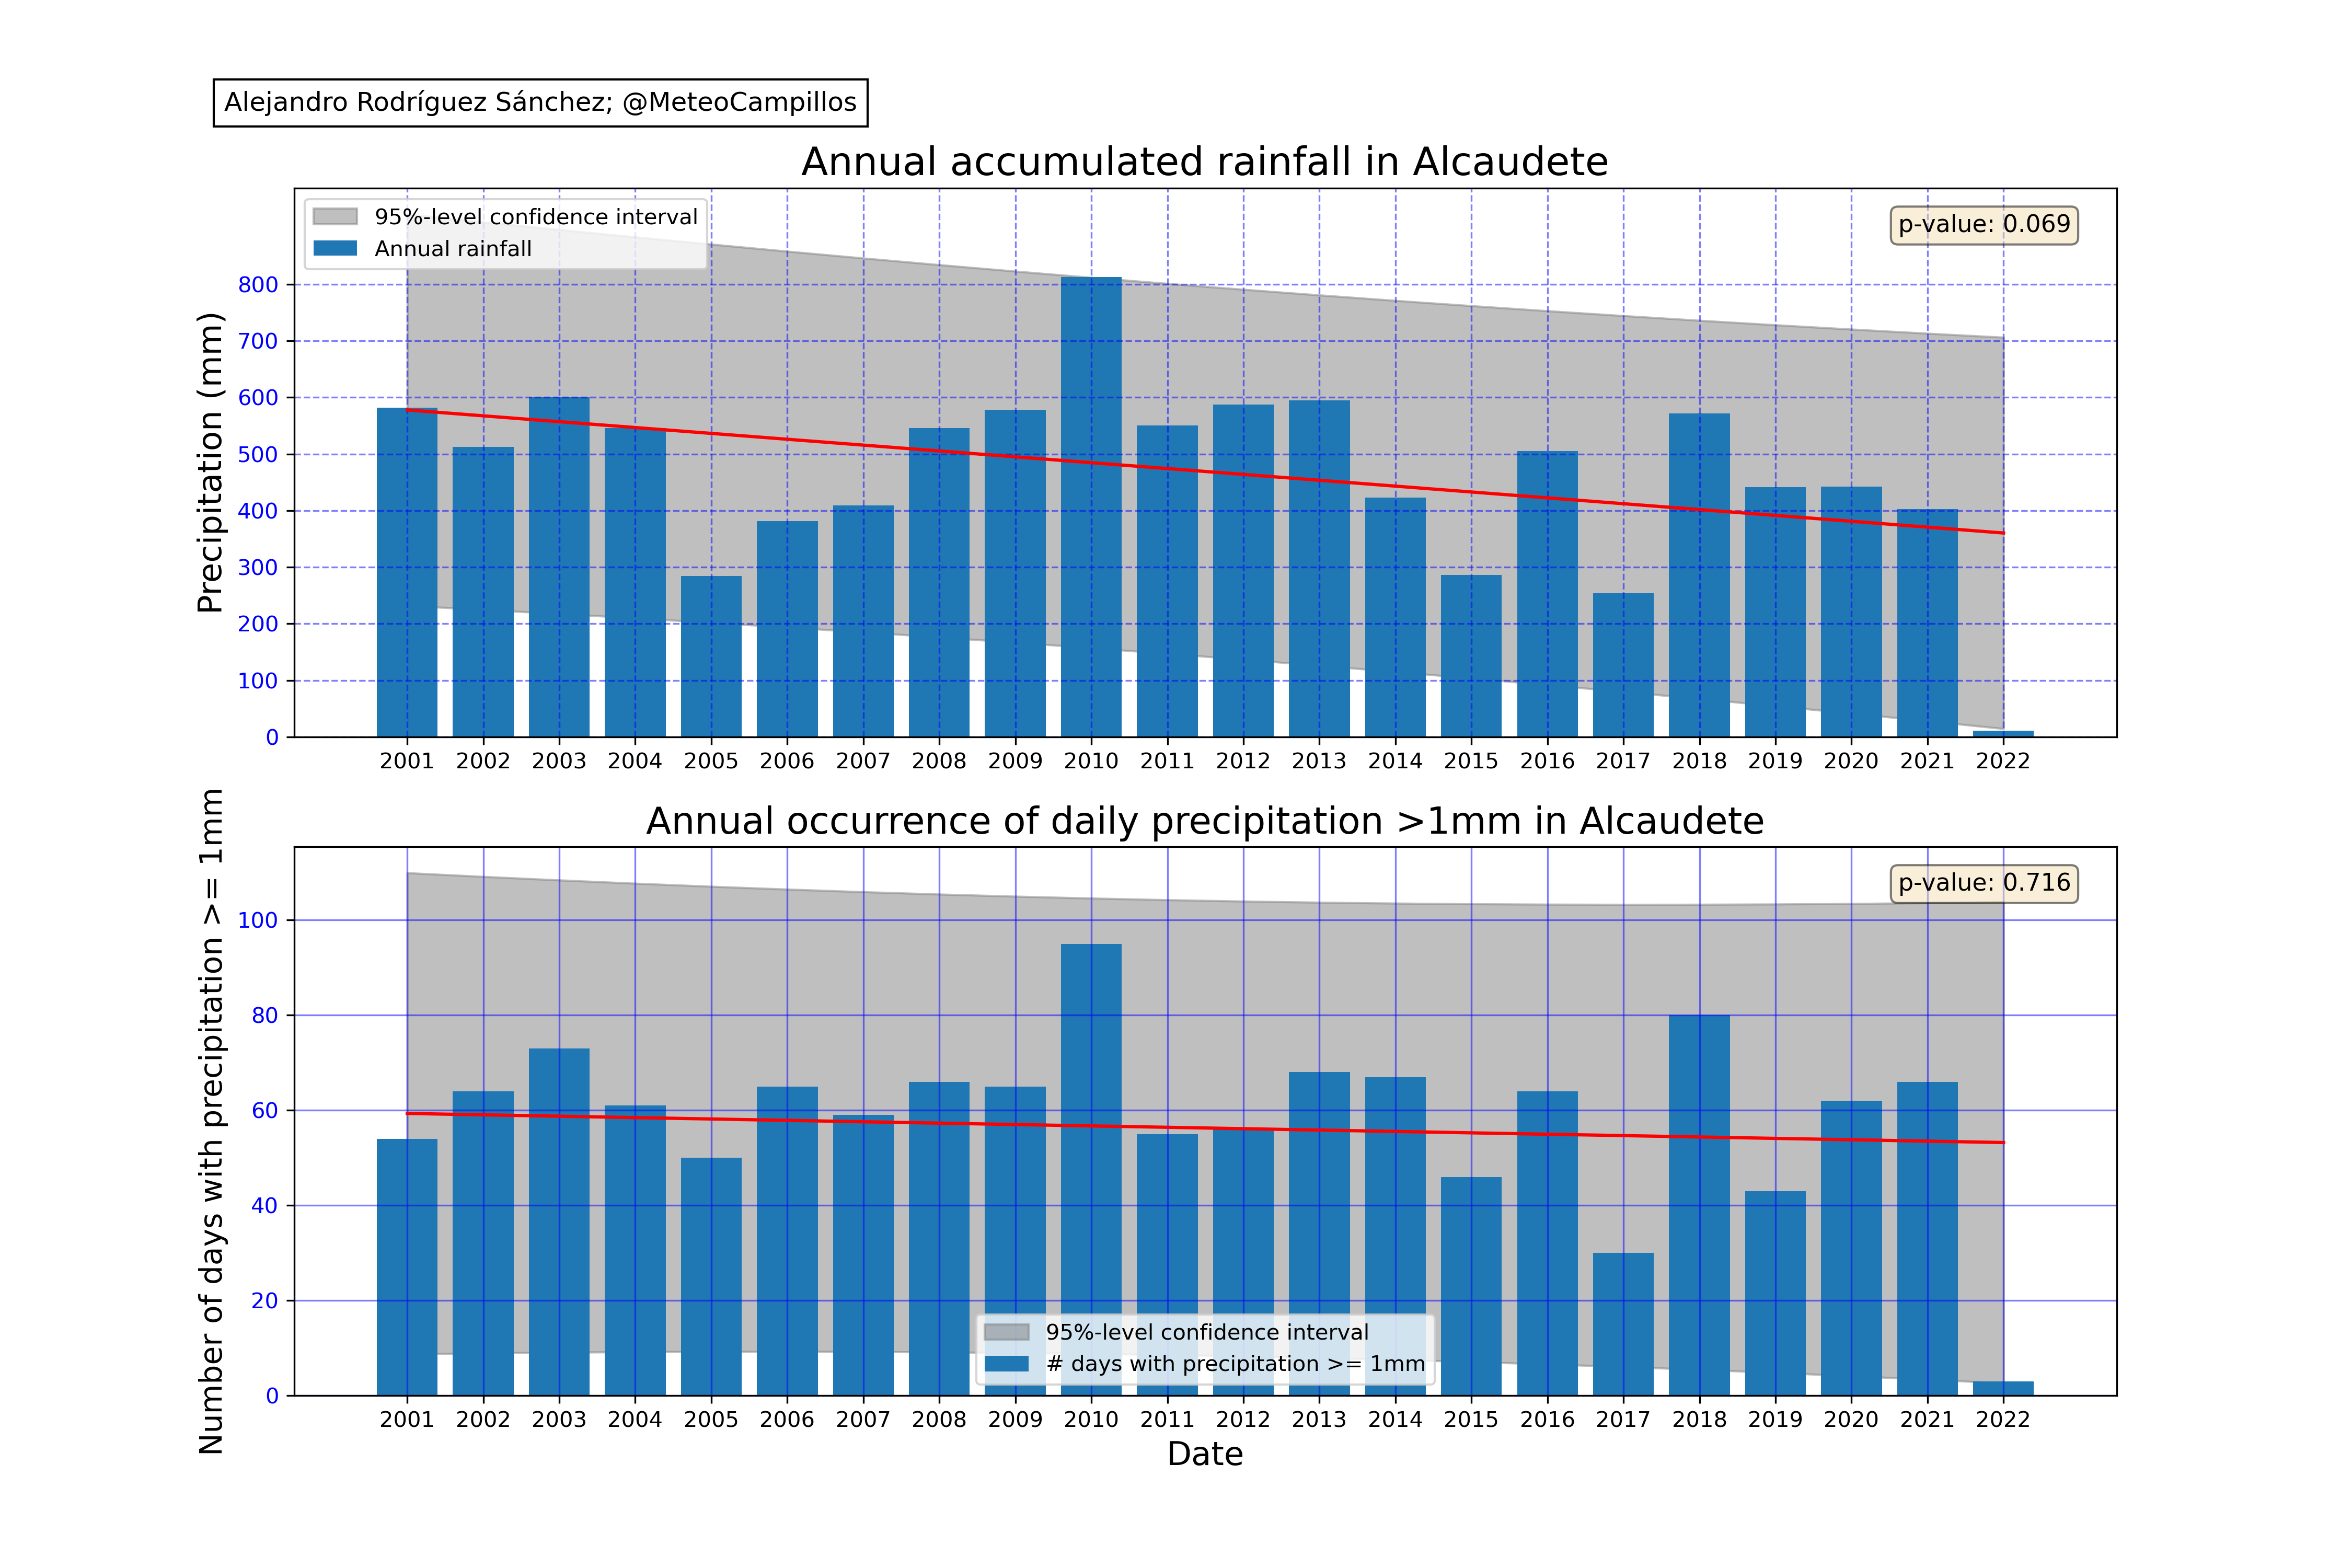 Alejandro Rodríguez Sánchez; @MeteoCampillos
Annual accumulated rainfall in Alcaudete
95%-level confidence interval
Annual rainfall
p-value: 0.069
Precipitation (mm)
800
700
600
500
400
300
200
100
0
2001 2002 2003 2004 2005 2006 2007 2008 2009 2010 2011 2012 2013 2014 2015 2016 2017 2018 2019 2020 2021 2022
Annual occurrence of daily precipitation >1mm in Alcaudete
p-value: 0.716
Number of days with precipitation >= 1mm
100
80
60
40
20
0
95%-level confidence interval
# days with precipitation >= 1mm
2001 2002 2003 2004 2005 2006 2007 2008 2009 2010 2011 2012 2013 2014 2015 2016 2017 2018 2019 2020 2021 2022
Date